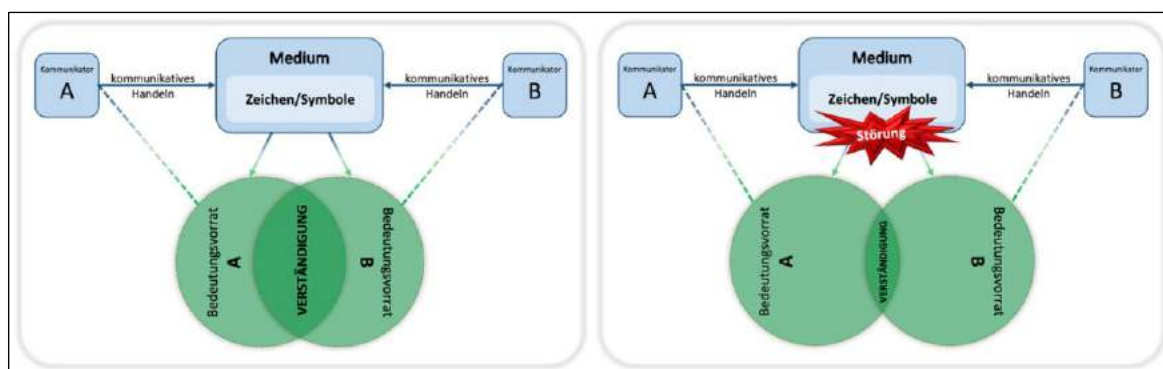 Medium
Kommunikator
A
kommunikatives
Handeln
Zeichen/Symbole
kommunikatives
Handeln
Kommunikator
B
Bedeutungsvorrat
A
VERSTÄNDIGUNG
B
Bedeutungsvorrat
Medium
Kommunikator
A
kommunikatives
Handeln
Zeichen/Symbole
Störung
kommunikatives
Handeln
Kommunikator
B
Bedeutungsvorrat
A
VERSTÄNDIGUNG
B
Bedeutungsvorrat